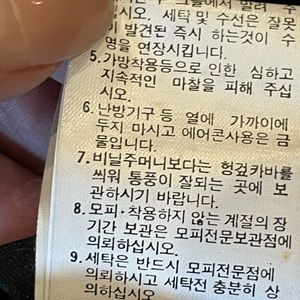 그늘에서 말려 주
십시오. 세탁 및 수선은 잘못
이 발견된 즉시 하는것이 수
명을 연장시킵니다.
5. 가방착용등으로 인한 심하고
지속적인 마찰을 피해 주십
시오.
6. 난방기구 등 열에 가까이에
두지 마시고 에어콘사용은 금
물입니다.
7. 비닐주머니보다는 헝겊카바를
씌워 통풍이 잘되는 곳에 보
관하시기 바랍니다.
8. 모피·착용하지 않는 계절의 장
기간 보관은 모피전문보관점에
의뢰하십시오.
9. 세탁은 반드시 모피전문점에
의뢰하시고 세탁전 충분히 상
의하십시오